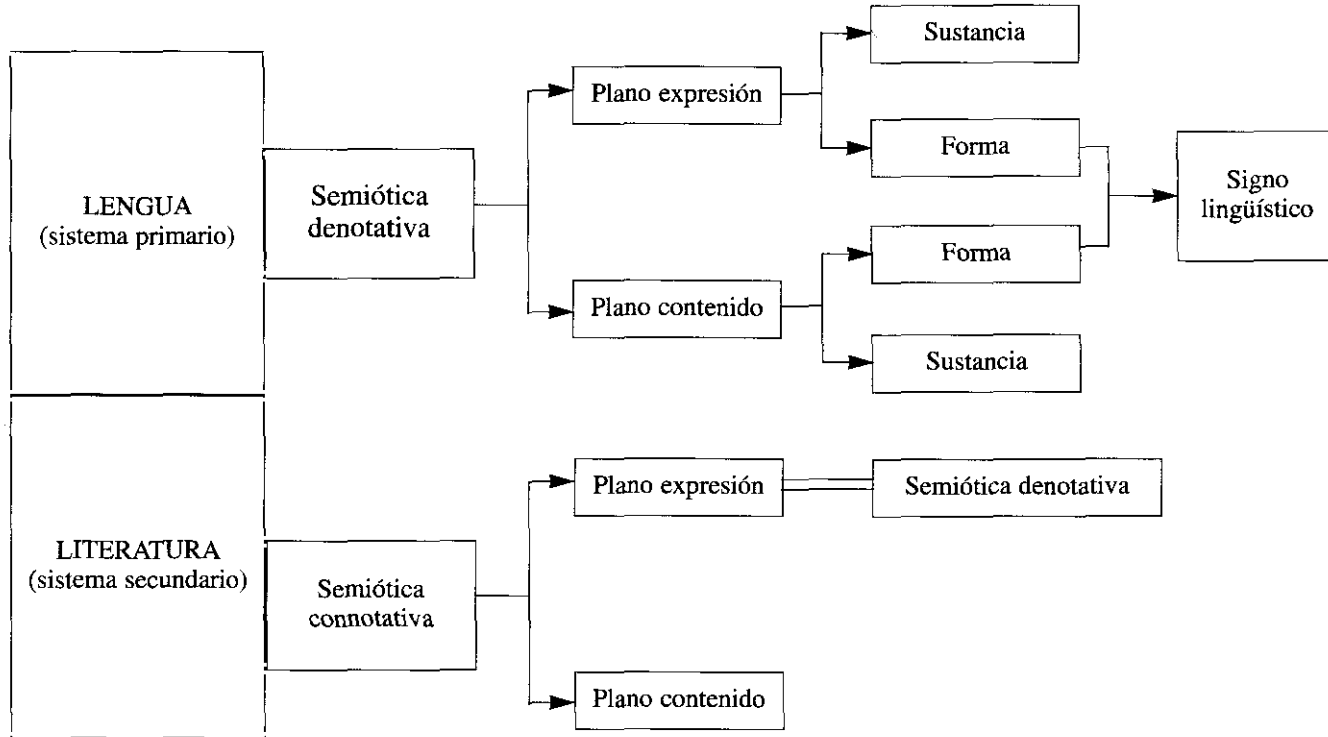 Sustancia
Plano expresión
Forma
Signo
lingüístico
LENGUA
(sistema primario)
Semiótica
denotativa
Forma
Plano contenido
Sustancia
Plano expresión
Semiótica denotativa
LITERATURA
(sistema secundario)
Semiótica
connotativa
Plano contenido